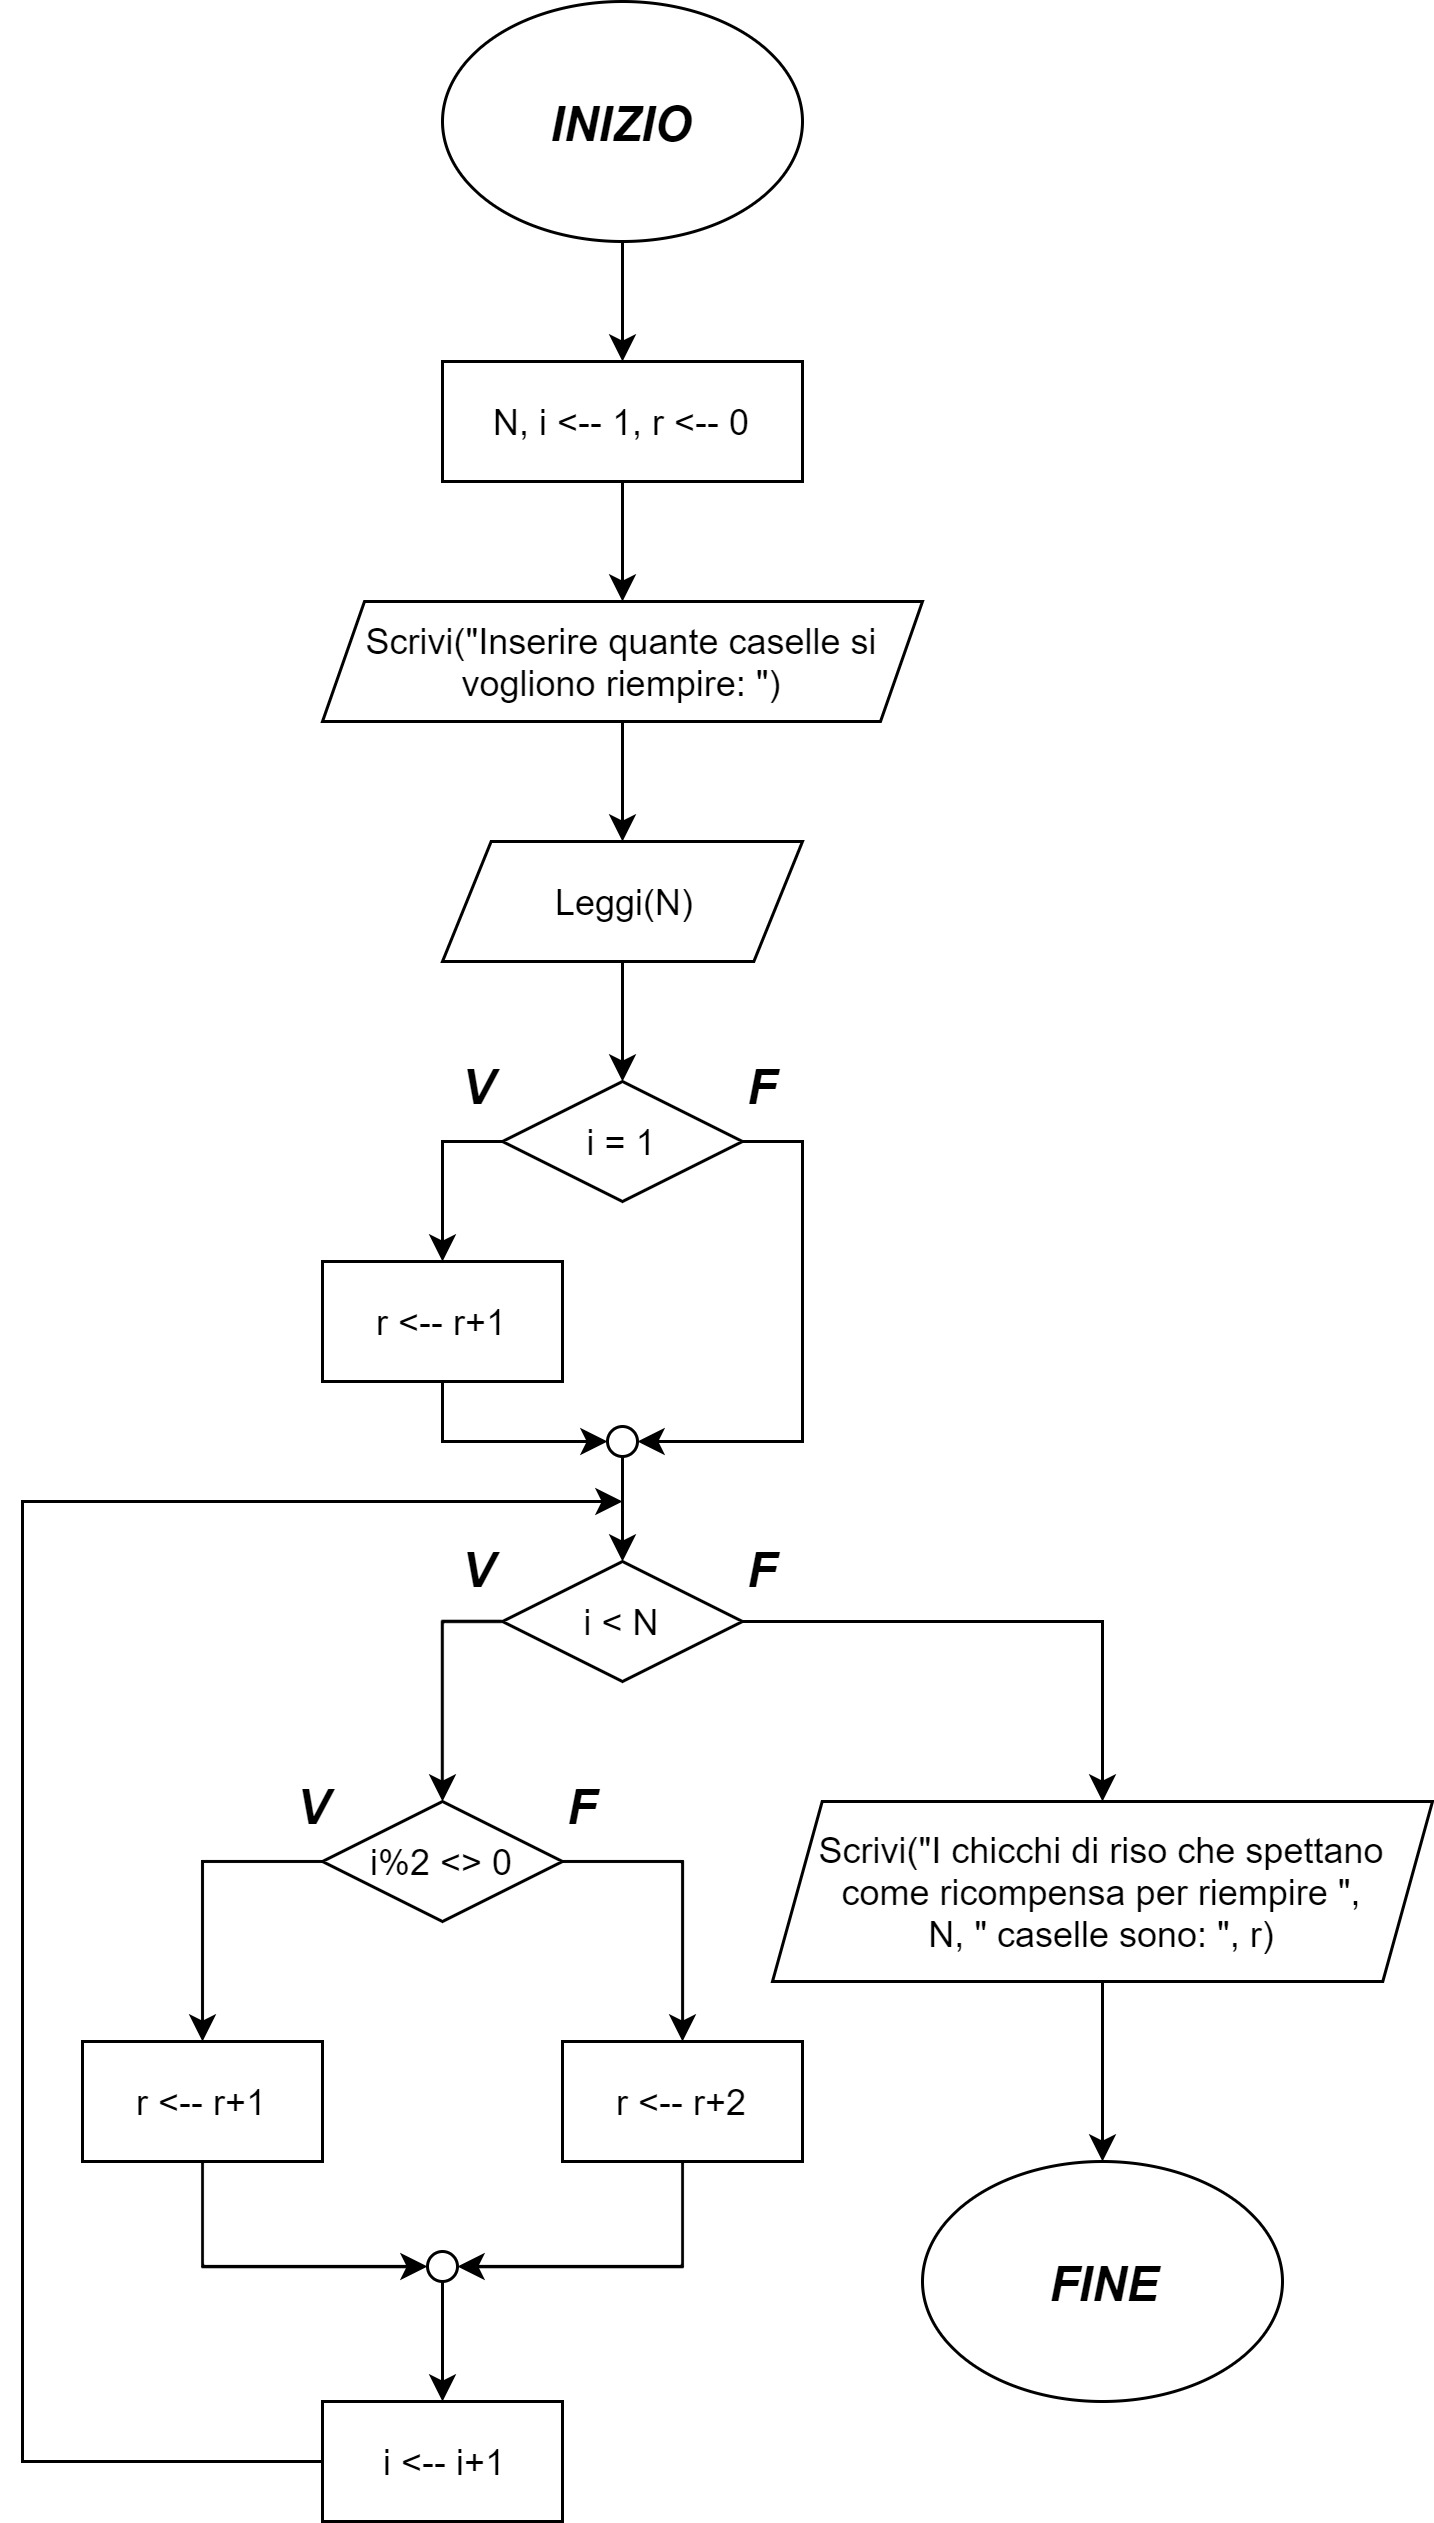 INIZIO
N, i <-- 1, r <-- 0
Scrivi("Inserire quante caselle si
vogliono riempire: ")
Leggi(N)
V
F
i = 1
r <-- r+1
V
F
i < N
V
F
i%2 <> 0
Scrivi("I chicchi di riso che spettano
come ricompensa per riempire ",
N, " caselle sono: ", r)
r <-- r+1
r <-- r+2
FINE
i <-- i+1